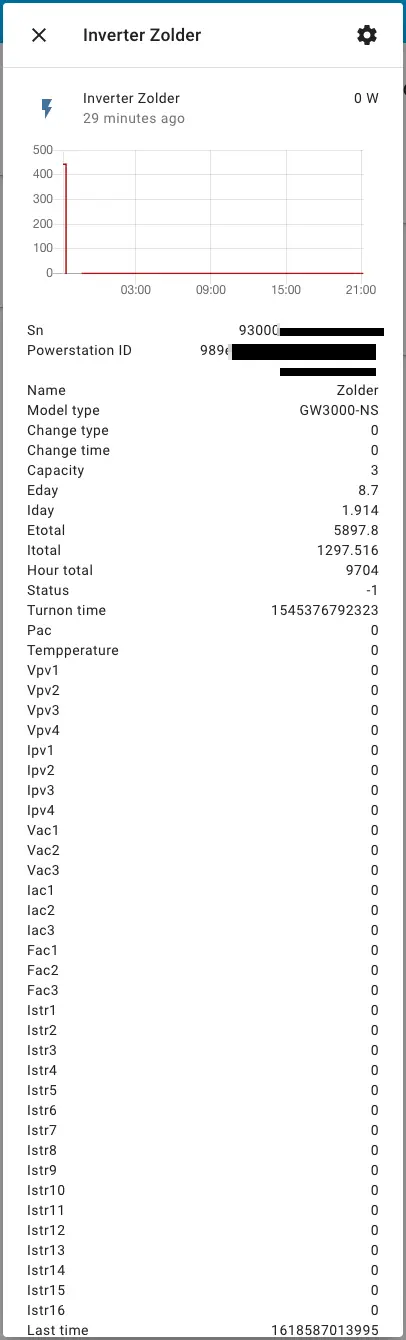 Inverter Zolder
Inverter Zolder 0 W
29 minutes ago
500
400
300
200
100
0
03:00 09:00 15:00 21:00
Sn 93000
Powerstation ID 989
Name Zolder
Model type GW3000-NS
Change type 0
Change time 0
Capacity 3
Eday 8.7
Iday 1.914
Etotal 5897.8
Itotal 1297.516
Hour total 9704
Status -1
Turnon time 1545376792323
Pac 0
Tempperature 0
Vpv1 0
Vpv2 0
Vpv3 0
Vpv4 0
Ipv1 0
Ipv2 0
Ipv3 0
Ipv4 0
Vac1 0
Vac2 0
Vac3 0
Iac1 0
Iac2 0
Iac3 0
Fac1 0
Fac2 0
Fac3 0
Istr1 0
Istr2 0
Istr3 0
Istr4 0
Istr5 0
Istr6 0
Istr7 0
Istr8 0
Istr9 0
Istr10 0
Istr11 0
Istr12 0
Istr13 0
Istr14 0
Istr15 0
Istr16 0
Last time 1618587013995